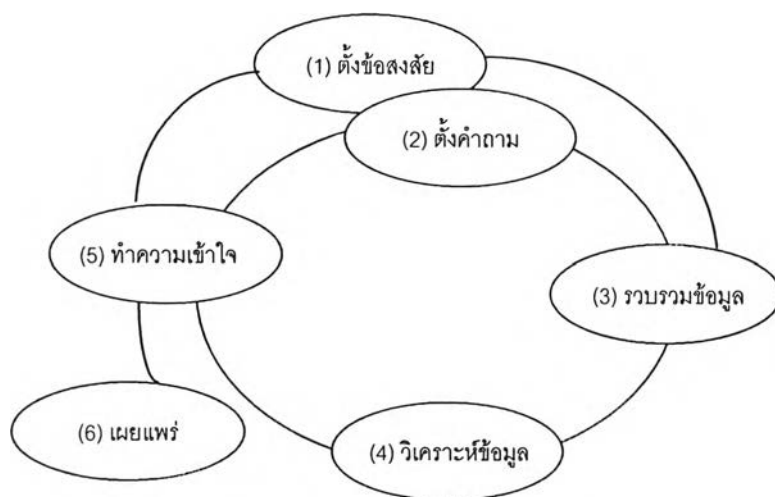 (1) ตั้งข้อสงสัย
(2) ตั้งคำถาม
(3) รวบรวมข้อมูล
(4) วิเคราะห์ข้อมูล
(5) ทำความเข้าใจ
(6) เผยแพร่